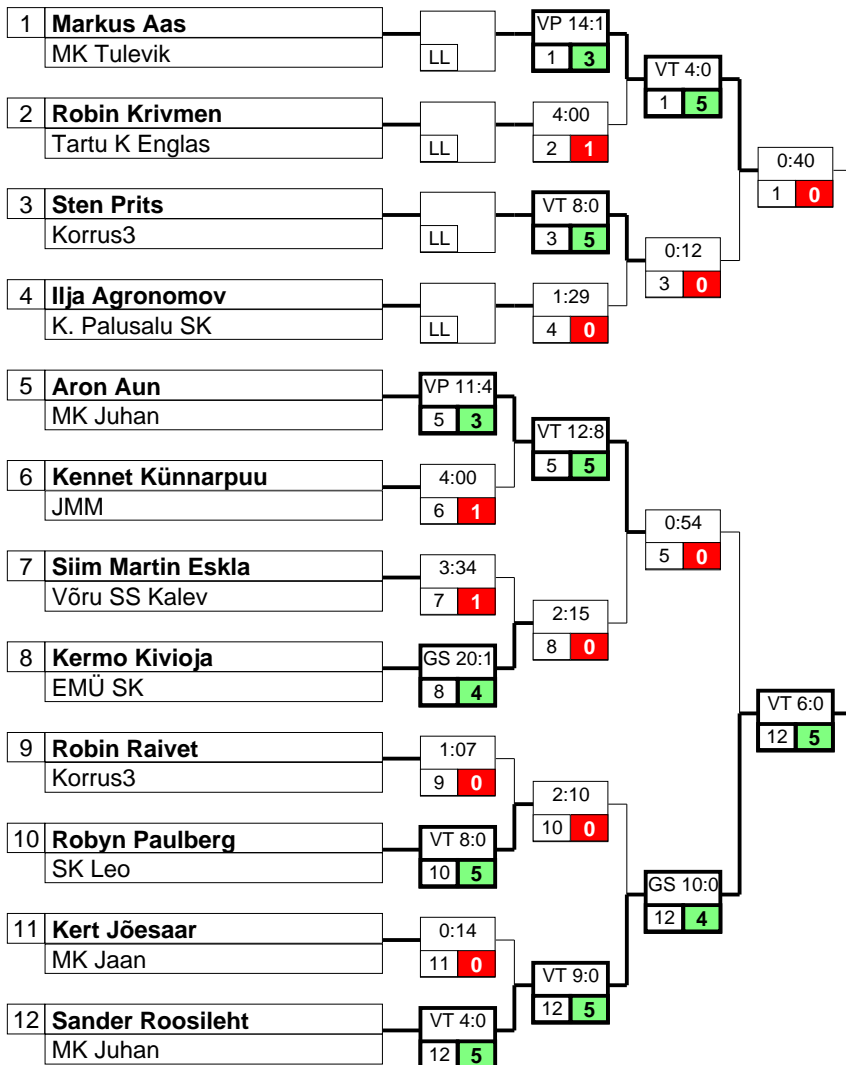 1 Markus Aas
MK Tulevik
LL
VP 14:1
1 3
VT 4:0
1 5
2 Robin Krivmen
Tartu K Englas
LL
4:00
2 1
0:40
1 0
3 Sten Prits
Korrus3
LL
VT 8:0
3 5
0:12
3 0
4 Ilja Agronomov
K. Palusalu SK
LL
1:29
4 0
5 Aron Aun
MK Juhan
VP 11:4
5 3
VT 12:8
5 5
6 Kennet Künnarpuu
JMM
4:00
6 1
0:54
5 0
7 Siim Martin Eskla
Võru SS Kalev
3:34
7 1
2:15
8 0
8 Kermo Kivioja
EMÜ SK
GS 20:1
8 4
VT 6:0
12 5
9 Robin Raivet
Korrus3
1:07
9 0
2:10
10 0
10 Robyn Paulberg
SK Leo
VT 8:0
10 5
GS 10:0
12 4
11 Kert Jõesaar
MK Jaan
0:14
11 0
VT 9:0
12 5
12 Sander Roosileht
MK Juhan
VT 4:0
12 5